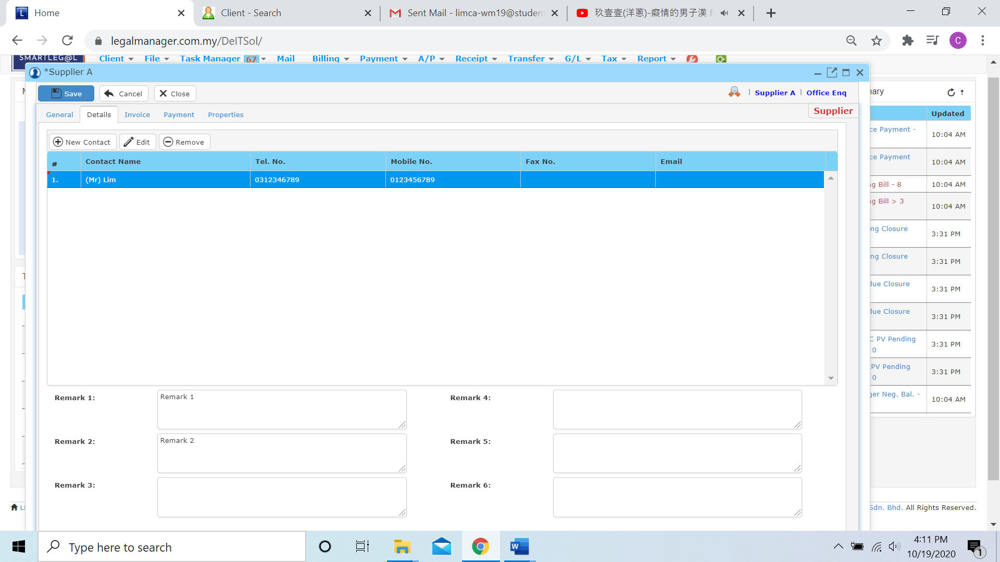 Home
Client - Search
Sent Mail - limca-wm19@studen
玖壹壹(洋蔥)-癡情的男子漢 f
legalmanager.com.my/DeITSol/
C
SMARTLEG@L
Client File Task Manager 67 Mail Billing Payment A/P Receipt Transfer G/L Tax Report
*Supplier A
Save Cancel Close
Supplier A | Office Enq
General Details Invoice Payment Properties
Supplier
New Contact Edit Remove
# Contact Name Tel. No. Mobile No. Fax No. Email
1. (Mr) Lim 0312346789 0123456789
Remark 1: Remark 1
Remark 4:
Remark 2: Remark 2
Remark 5:
Remark 3:
Remark 6:
nary
Updated
ce Payment - 10:04 AM
ce Payment 10:04 AM
g Bill - 8 10:04 AM
g Bill > 3 10:04 AM
ng Closure 3:31 PM
ng Closure 3:31 PM
due Closure 3:31 PM
due Closure 3:31 PM
C PV Pending
0 3:31 PM
PV Pending
0 3:31 PM
ger Neg. Bal. - 10:04 AM
LI
Sdn. Bhd. All Rights Reserved.
Type here to search
W
4:11 PM
10/19/2020
1